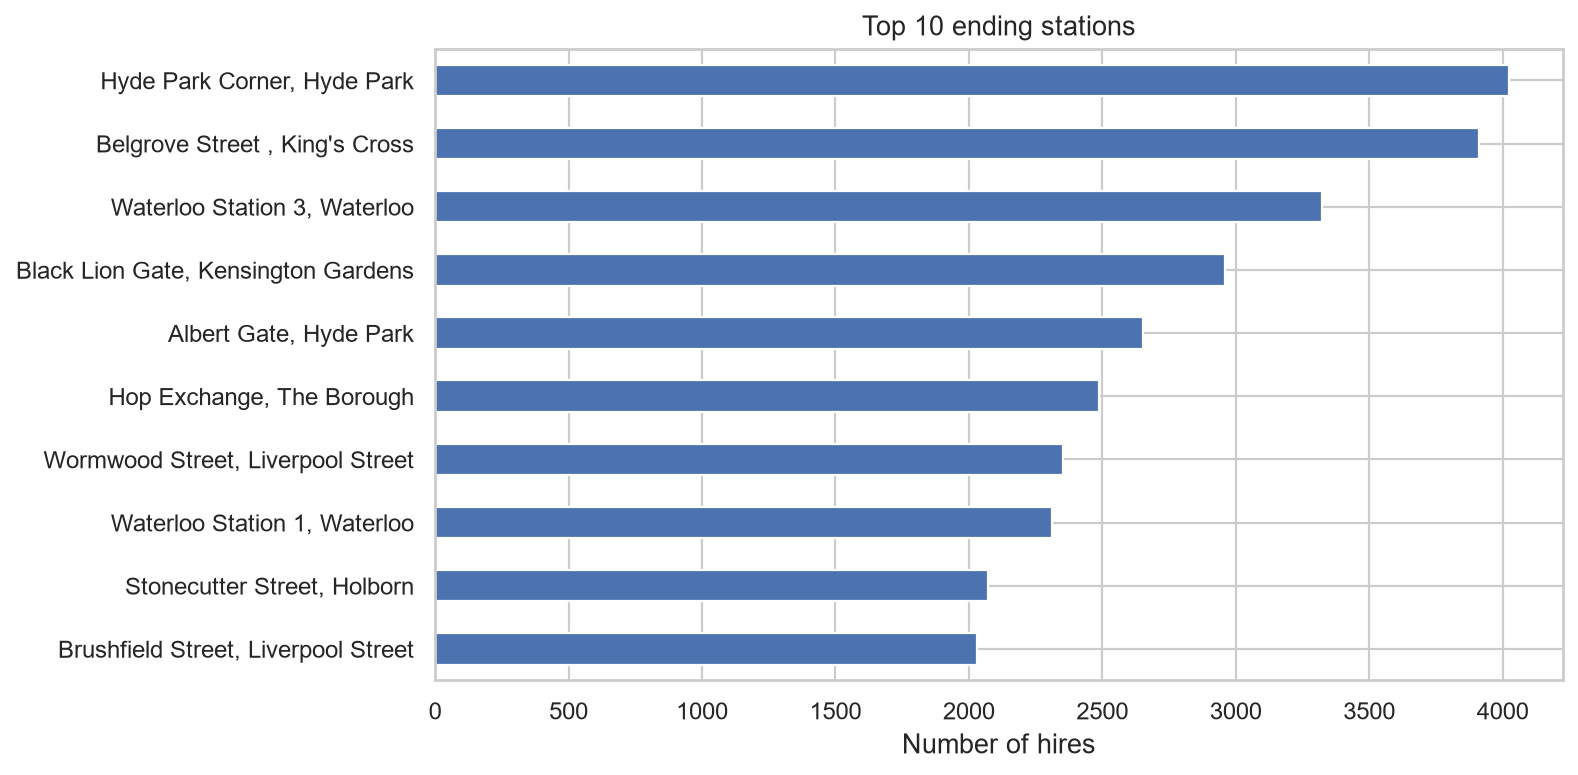 Top 10 ending stations
Hyde Park Corner, Hyde Park
Belgrove Street , King's Cross
Waterloo Station 3, Waterloo
Black Lion Gate, Kensington Gardens
Albert Gate, Hyde Park
Hop Exchange, The Borough
Wormwood Street, Liverpool Street
Waterloo Station 1, Waterloo
Stonecutter Street, Holborn
Brushfield Street, Liverpool Street
0 500 1000 1500 2000 2500 3000 3500 4000
Number of hires